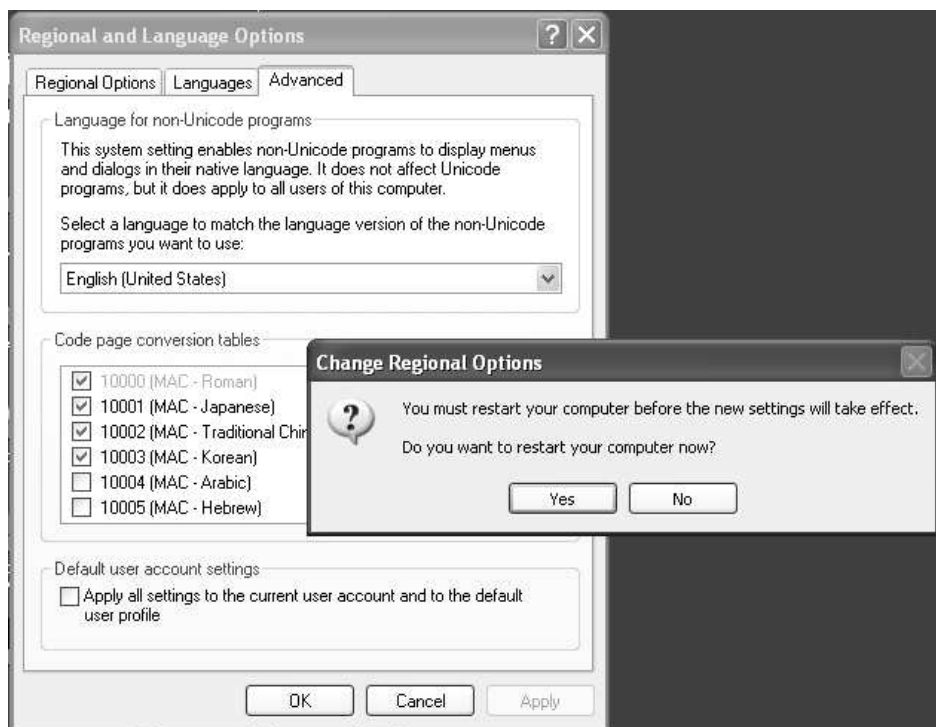 Regional and Language Options
Regional Options
Languages
Advanced
Language for non-Unicode programs
This system setting enables non-Unicode programs to display menus
and dialogs in their native language. It does not affect Unicode
programs, but it does apply to all users of this computer.
Select a language to match the language version of the non-Unicode
programs you want to use:
English (United States)
Code page conversion tables
10000 (MAC - Roman)
10001 (MAC - Japanese)
10002 (MAC - Traditional Chin
10003 (MAC - Korean)
10004 (MAC - Arabic)
10005 (MAC - Hebrew)
Change Regional Options
You must restart your computer before the new settings will take effect.
Do you want to restart your computer now?
Yes
No
Default user account settings
Apply all settings to the current user account and to the default
user profile
OK
Cancel
Apply